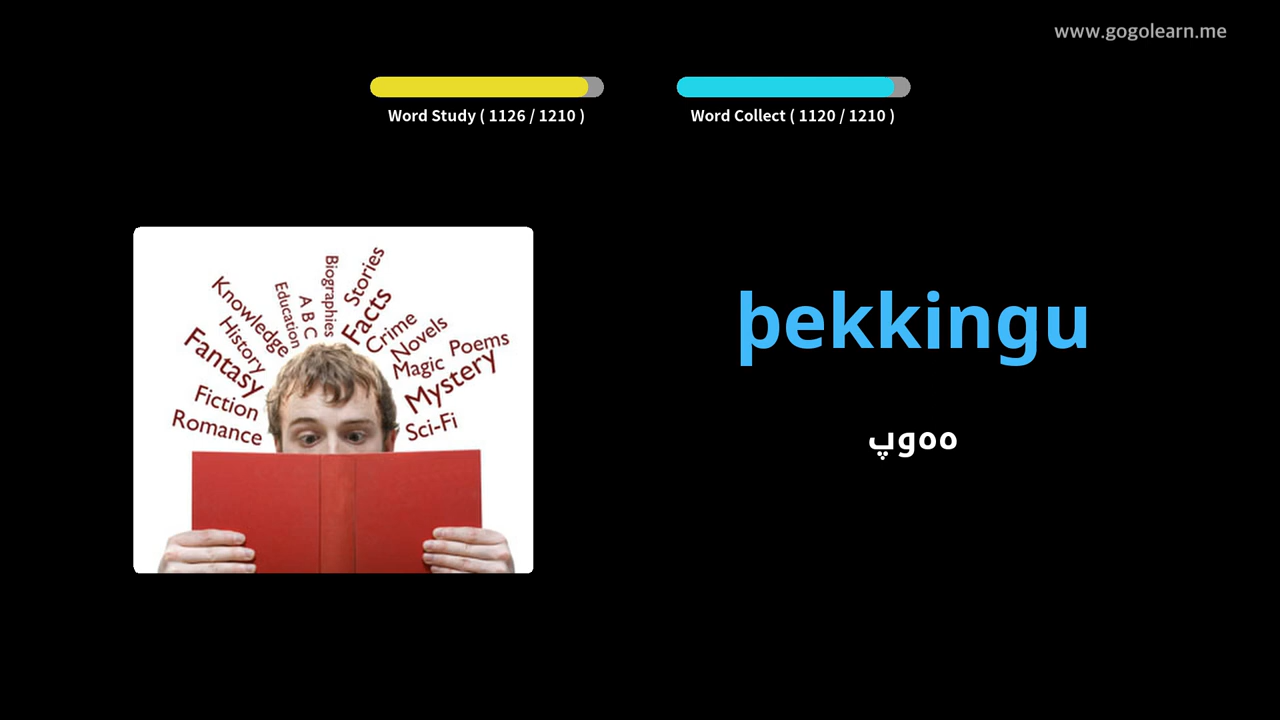 www.gogolearn.me
Word Study ( 1126 / 1210 )
Word Collect ( 1120 / 1210 )
Biographies
Stories
Knowledge
Education
A B C
Facts
Crime
History
Novels
Poems
Fantasy
Magic
Mystery
Fiction
Romance
Sci-Fi
þekkingu
ەەوپ